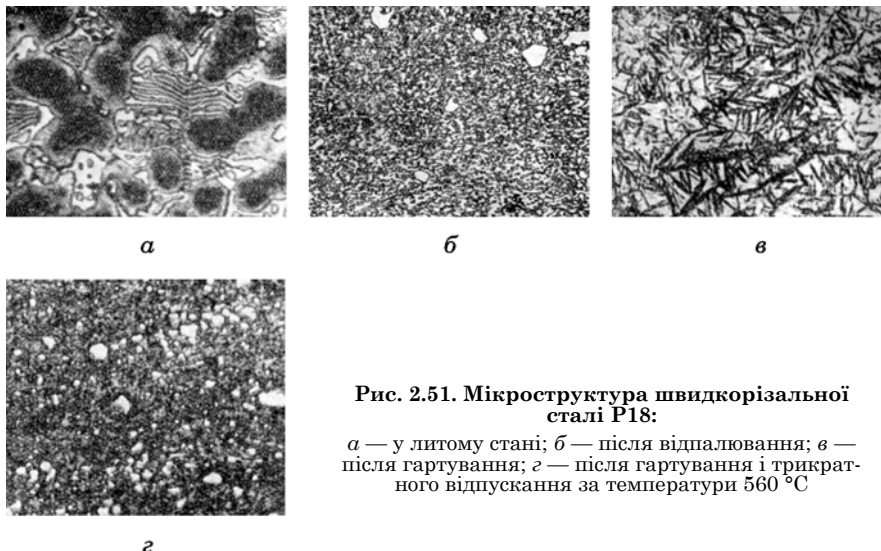 а
б
в
г
Рис. 2.51. Мікроструктура швидкорізальної
сталі Р18:
а — у литому стані; б — після відпалювання; в —
після гартування; г — після гартування і трикрат-
ного відпускання за температури 560 °С